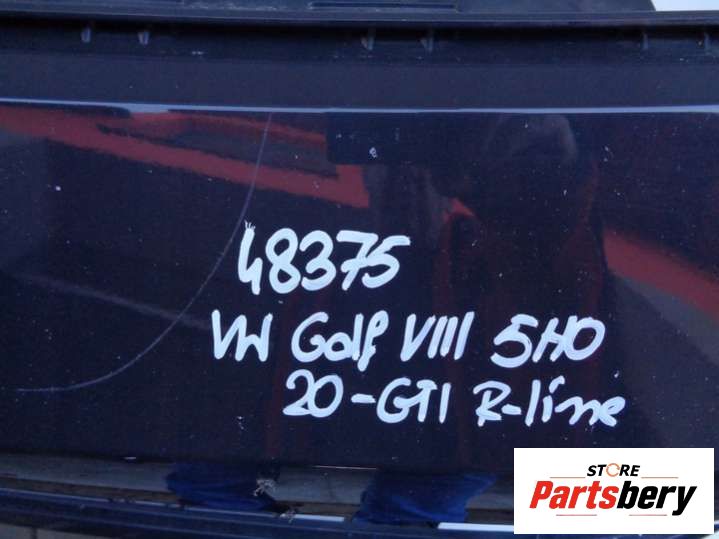 48375
VW Golf VIII 5H0
20-GTI R-line
STORE
Partsbery